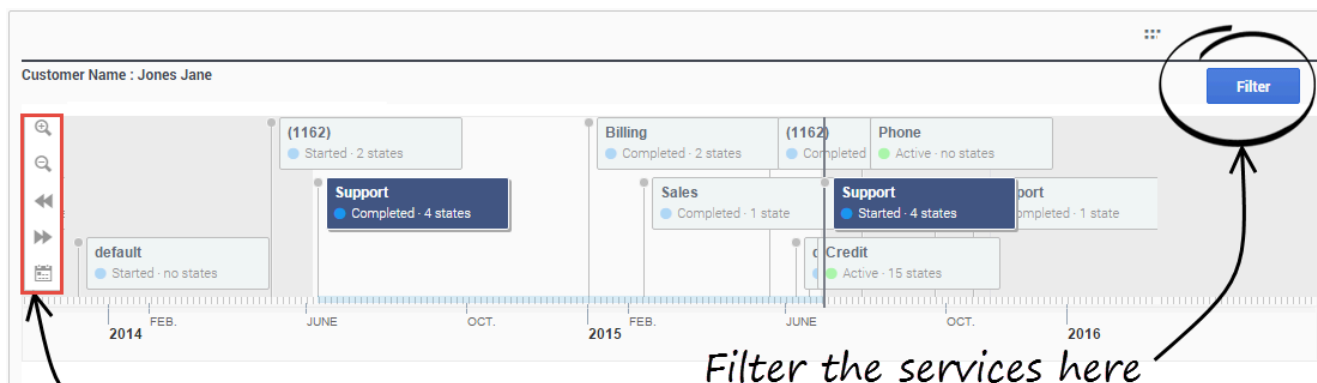 Customer Name : Jones Jane
Filter
(1162)
Started · 2 states
Billing
Completed · 2 states
(1162)
Completed
Phone
Active · no states
Support
Completed · 4 states
Sales
Completed · 1 state
Support
Started · 4 states
port
ompleted · 1 state
default
Started · no states
Credit
Active · 15 states
FEB. JUNE OCT. FEB. JUNE OCT.
2014 2015 2016
Filter the services here